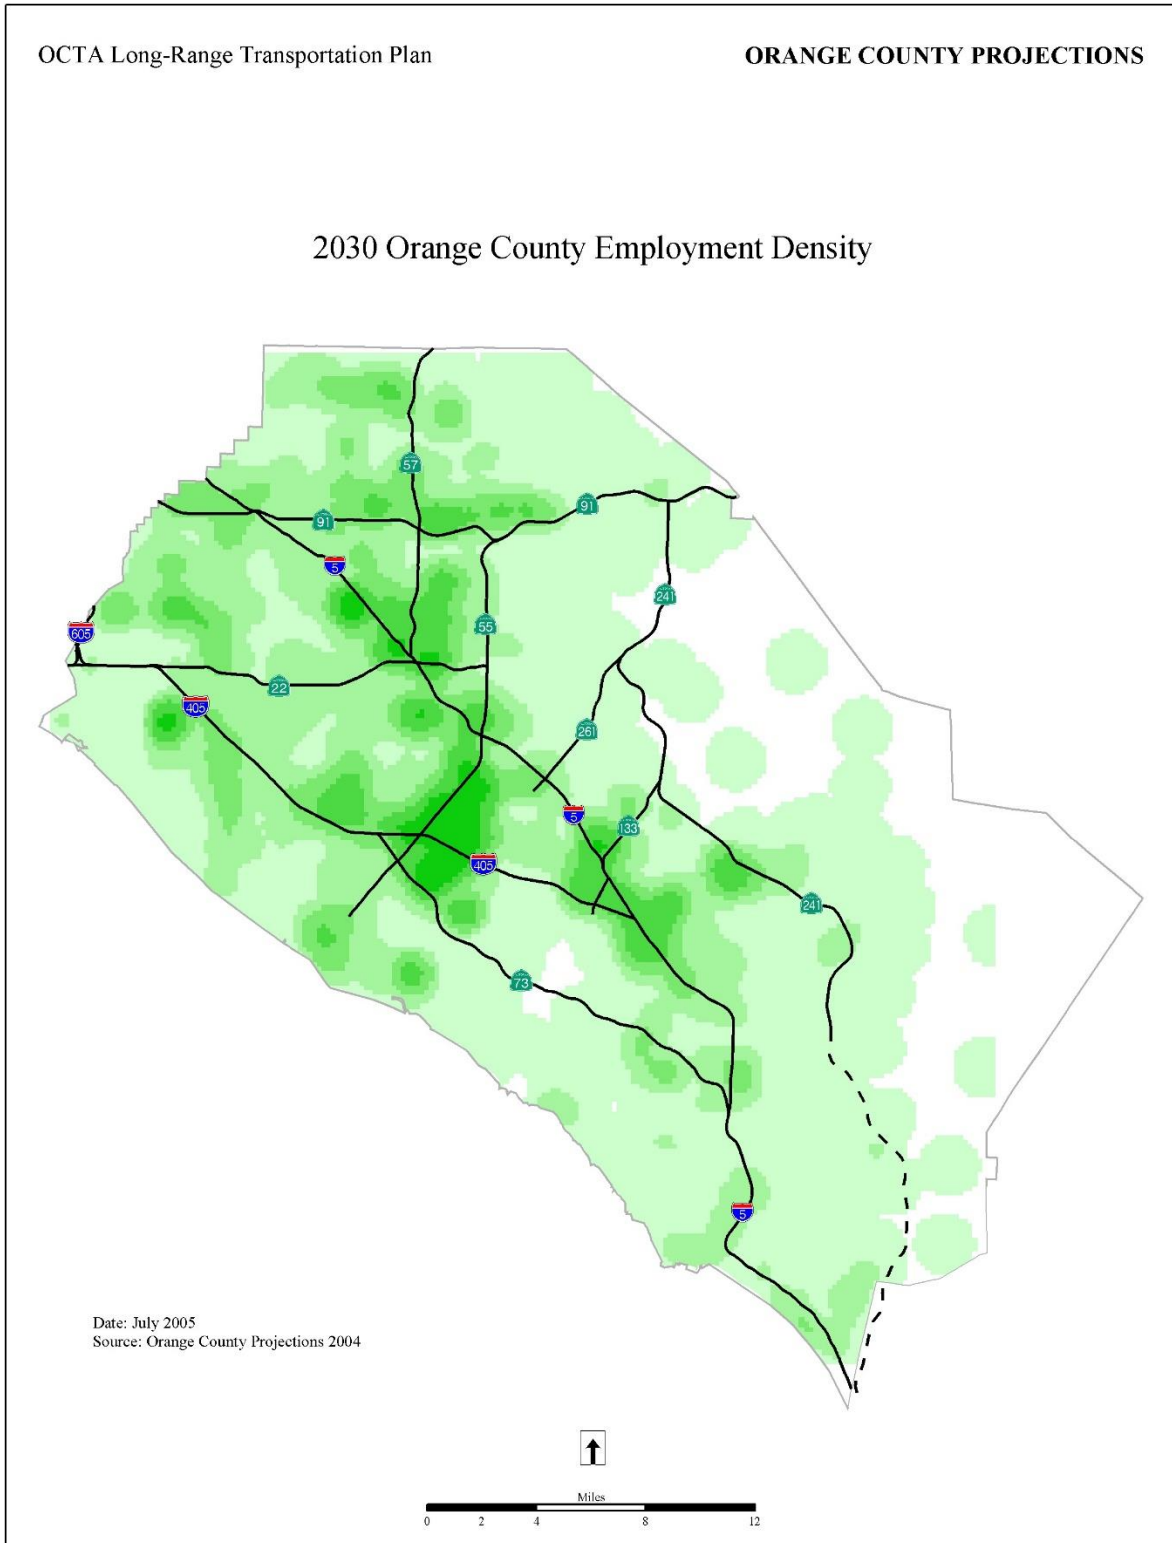 OCTA Long-Range Transportation Plan
ORANGE COUNTY PROJECTIONS
2030 Orange County Employment Density
57
91
91
5
241
605
55
22
405
261
5
133
405
241
73
5
Date: July 2005
Source: Orange County Projections 2004
Miles
0 2 4 8 12